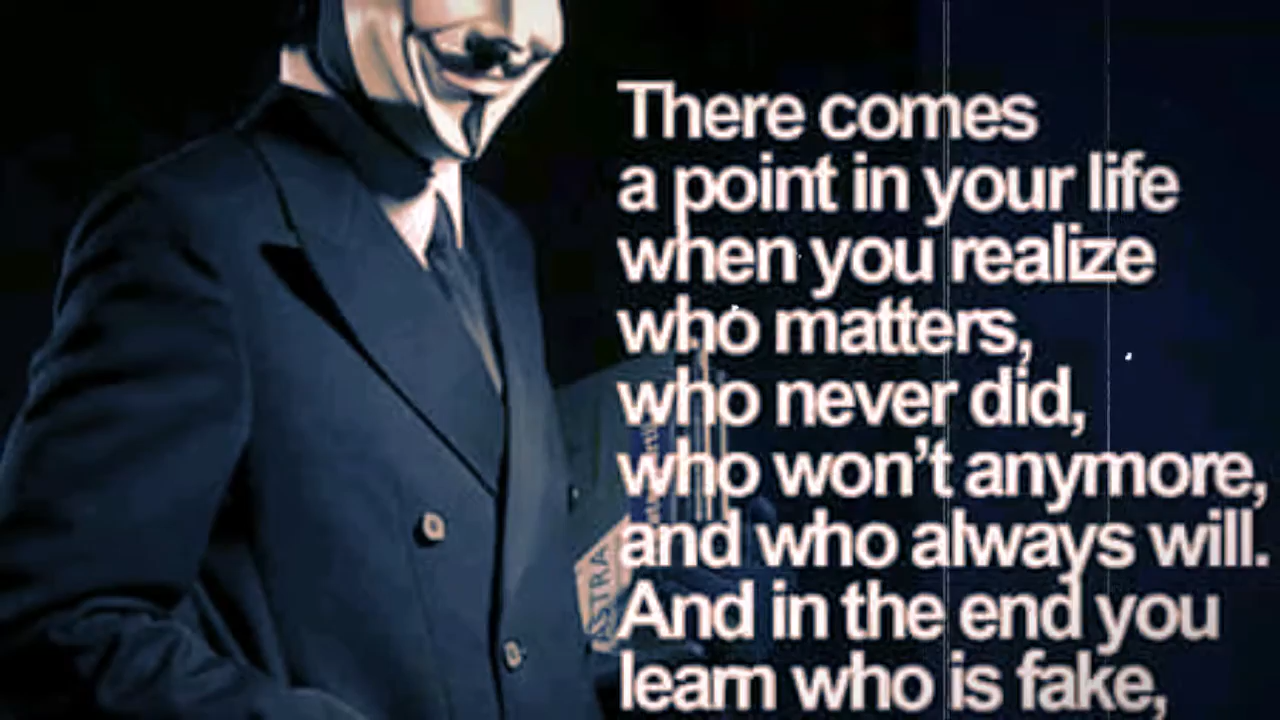 There comes
a point in your life
when you realize
who matters,
who never did,
who won't anymore,
and who always will.
And in the end you
learn who is fake,
ASTRA